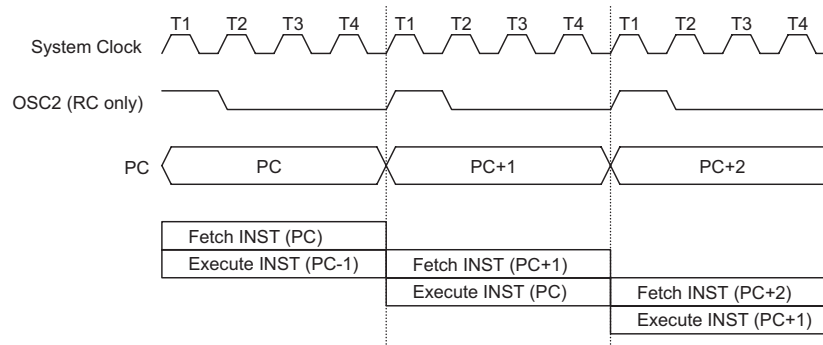 T1 T2 T3 T4 T1 T2 T3 T4 T1 T2 T3 T4
System Clock
OSC2 (RC only)
PC PC PC+1 PC+2
Fetch INST (PC)
Execute INST (PC-1) Fetch INST (PC+1)
Execute INST (PC) Fetch INST (PC+2)
Execute INST (PC+1)